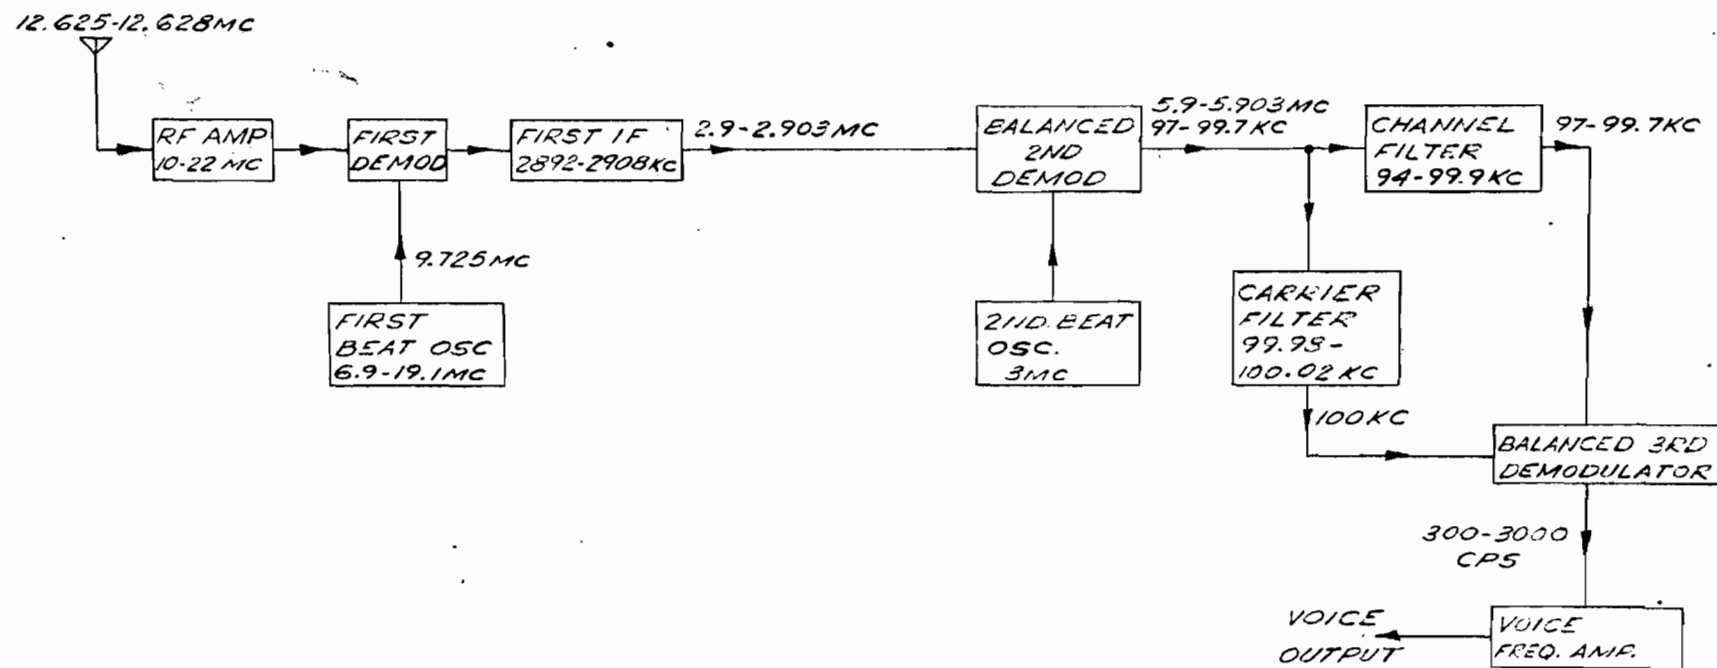 12.625-12.628MC
RF AMP
10-22 MC
FIRST
DEMOD
FIRST IF
2892-2908KC
2.9-2.903MC
BALANCED
2ND
DEMOD
5.9-5.903MC
97-99.7KC
CHANNEL
FILTER
94-99.9KC
97-99.7KC
9.725MC
FIRST
BEAT OSC
6.9-19.1MC
2ND. BEAT
OSC.
3MC
CARRIER
FILTER
99.98-
100.02 KC
100KC
BALANCED 3RD
DEMODULATOR
300-3000
CPS
VOICE
OUTPUT
VOICE
FREQ. AMP.